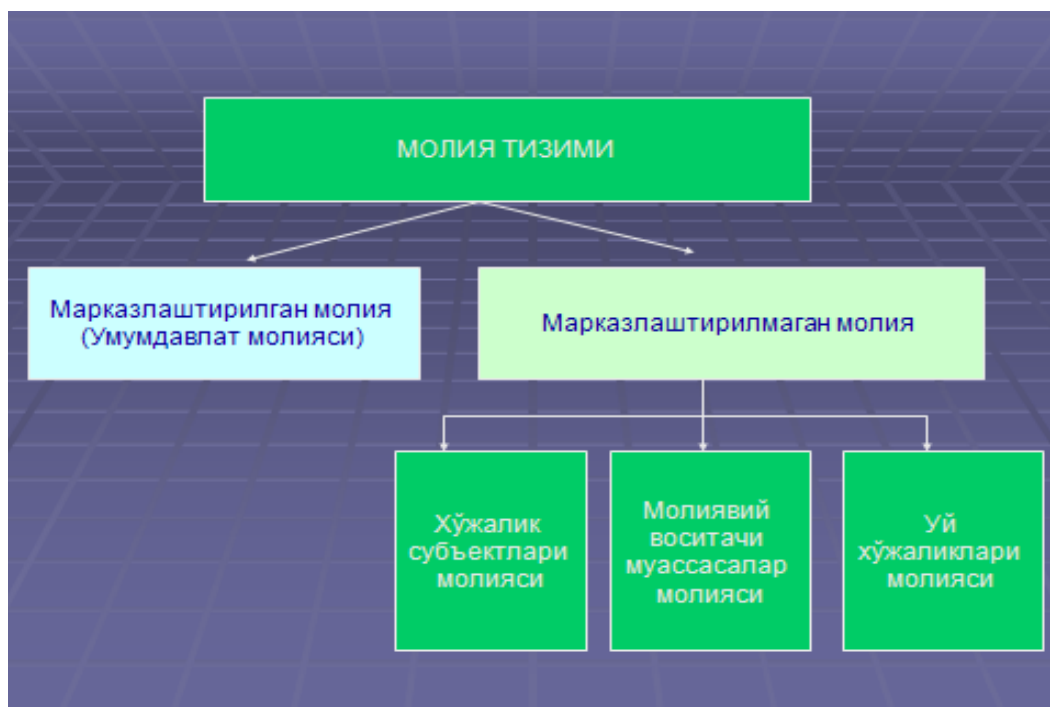 МОЛИЯ ТИЗИМИ
Марказлаштирилган молия
(Умумдавлат молияси)
Марказлаштирилмаган молия
Хўжалик
субъектлари
молияси
Молиявий
воситачи
муассасалар
молияси
Уй
хўжаликлари
молияси